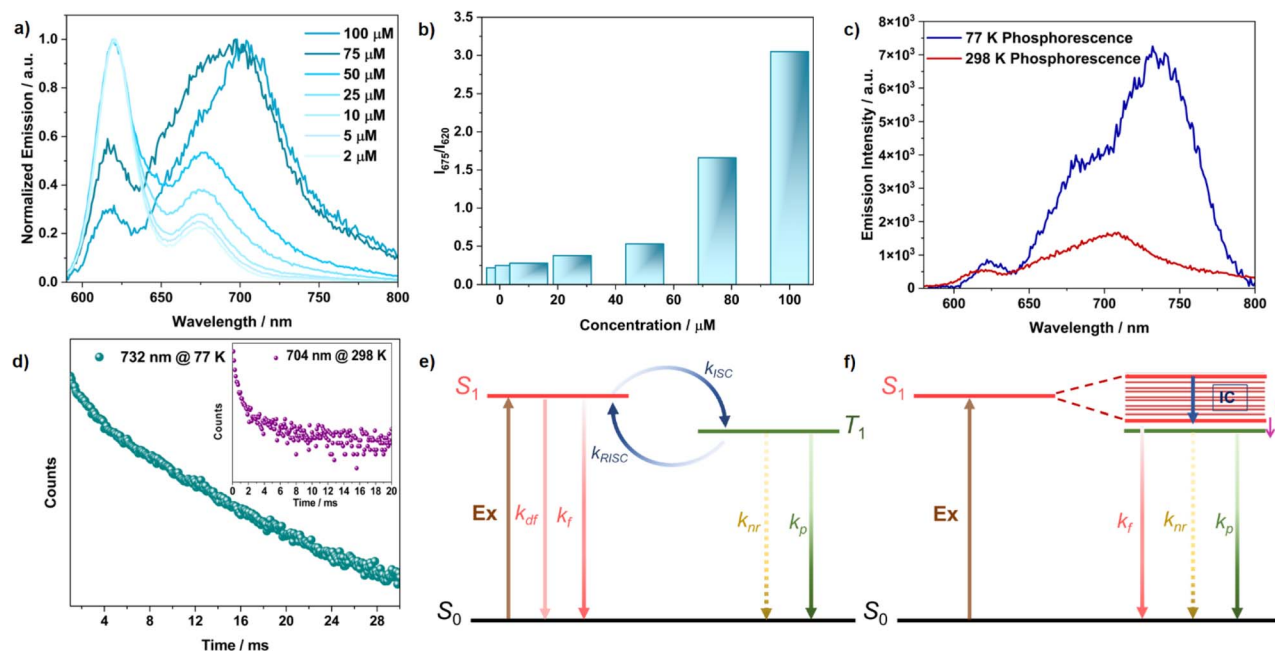 a)
Normalized Emission / a.u.
1.0
0.8
0.6
0.4
0.2
0.0
600 650 700 750 800
Wavelength / nm
100 μM
75 μM
50 μM
25 μM
10 μM
5 μM
2 μM
b)
I675/I620
3.5
3.0
2.5
2.0
1.5
1.0
0.5
0.0
0 20 40 60 80 100
Concentration / μM
c)
Emission Intensity / a.u.
8×10³
7×10³
6×10³
5×10³
4×10³
3×10³
2×10³
1×10³
0
600 650 700 750 800
Wavelength / nm
77 K Phosphorescence
298 K Phosphorescence
d)
Counts
732 nm @ 77 K
4 8 12 16 20 24 28
Time / ms
704 nm @ 298 K
Counts
0 2 4 6 8 10 12 14 16 18 20
Time / ms
e)
S1
kISC
T1
kRISC
Ex
kdf
kf
knr
kp
S0
f)
S1
IC
Ex
kf
knr
kp
S0